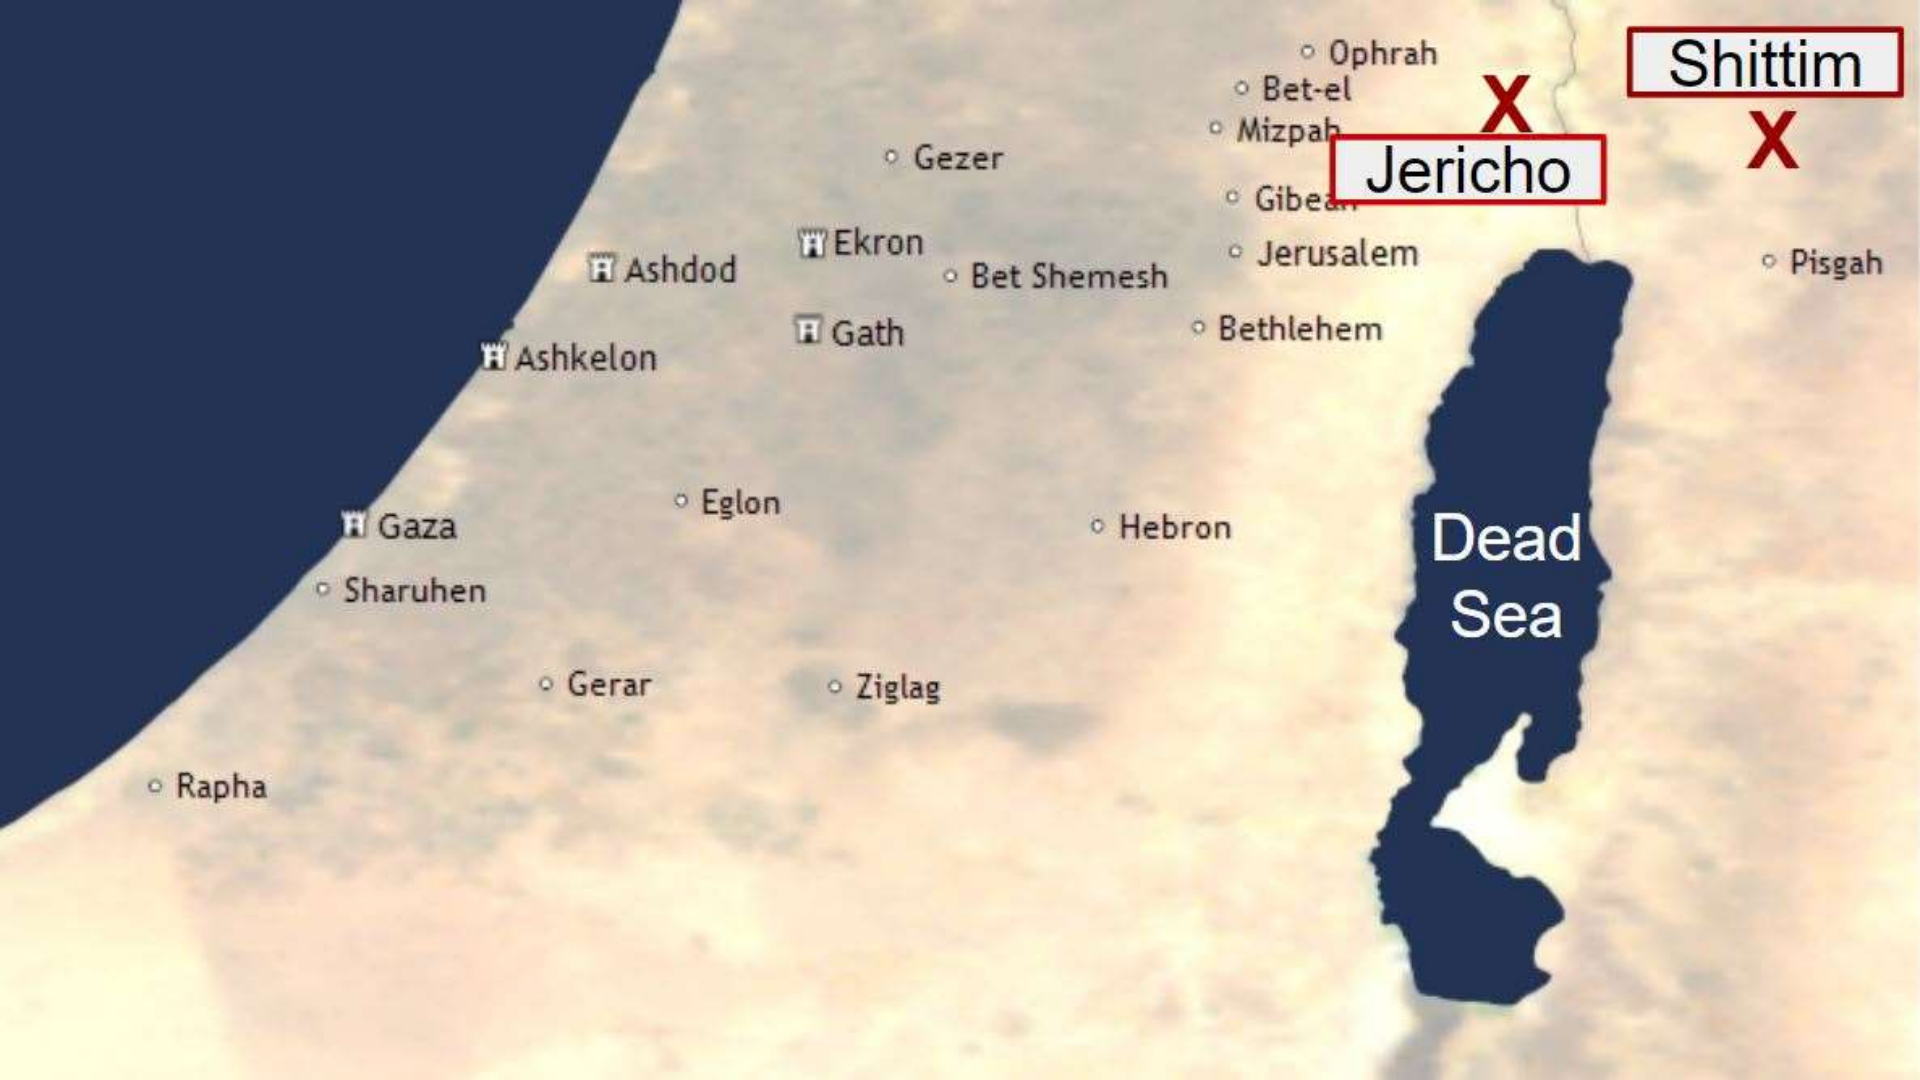 Ophrah
Shittim
Bet-el
X
Mizpah
X
Gezer
Jericho
Gibeah
Ekron
Jerusalem
Ashdod
Bet Shemesh
Pisgah
Gath
Bethlehem
Ashkelon
Eglon
Gaza
Hebron
Dead
Sea
Sharuhen
Gerar
Ziglag
Rapha